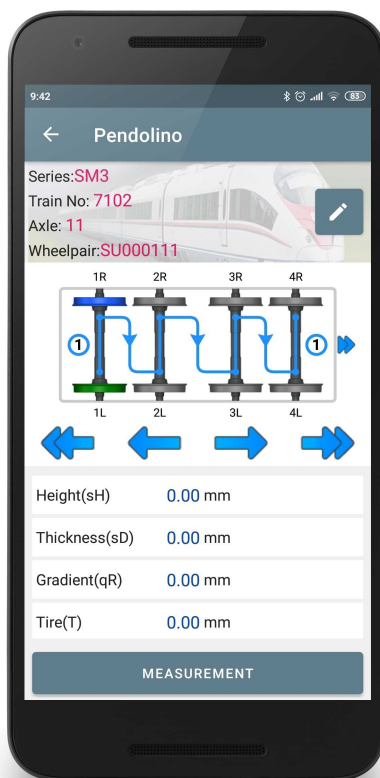 9:42
83
Pendolino
Series:SM3
Train No: 7102
Axle: 11
Wheelpair:SU000111
1R 2R 3R 4R
1 1
1L 2L 3L 4L
Height(sH) 0.00 mm
Thickness(sD) 0.00 mm
Gradient(qR) 0.00 mm
Tire(T) 0.00 mm
MEASUREMENT